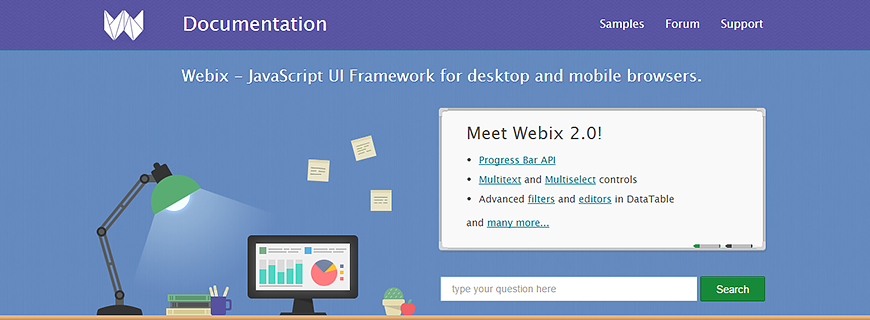 Documentation
Samples Forum Support
Webix – JavaScript UI Framework for desktop and mobile browsers.
Meet Webix 2.0!
• Progress Bar API
• Multitext and Multiselect controls
• Advanced filters and editors in DataTable
and many more...
type your question here
Search